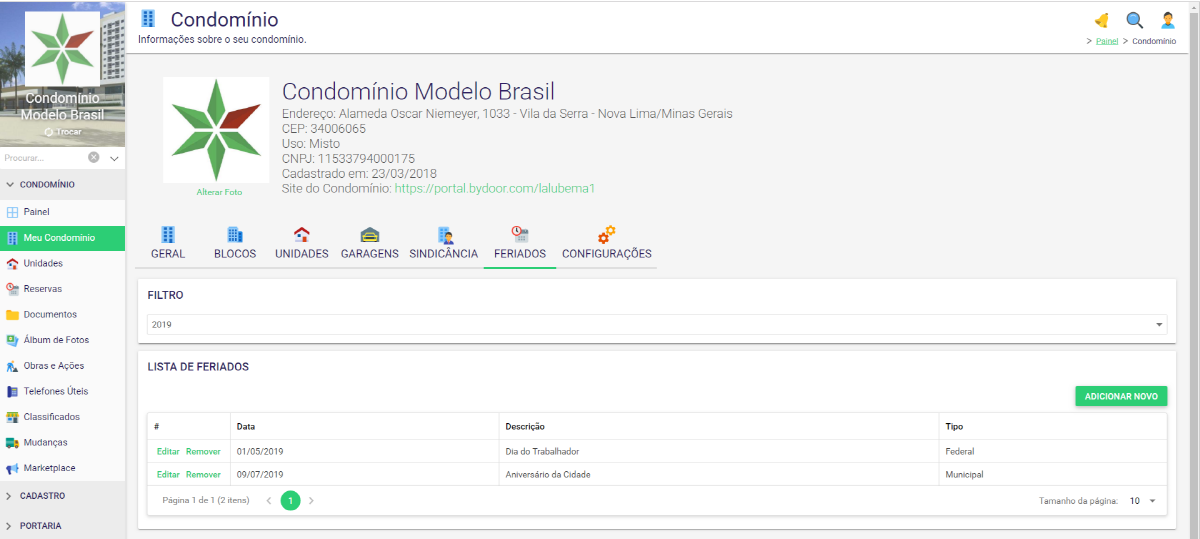 Condomínio
Modelo Brasil
Trocar
Procurar...
CONDOMÍNIO
Painel
Meu Condomínio
Unidades
Reservas
Documentos
Álbum de Fotos
Obras e Ações
Telefones Úteis
Classificados
Mudanças
Marketplace
CADASTRO
PORTARIA
Condomínio
Informações sobre o seu condomínio.
> Painel > Condomínio
Condomínio Modelo Brasil
Endereço: Alameda Oscar Niemeyer, 1033 - Vila da Serra - Nova Lima/Minas Gerais
CEP: 34006065
Uso: Misto
CNPJ: 11533794000175
Cadastrado em: 23/03/2018
Site do Condomínio: https://portal.bydoor.com/lalubema1
Alterar Foto
GERAL BLOCOS UNIDADES GARAGENS SINDICÂNCIA FERIADOS CONFIGURAÇÕES
FILTRO
2019
LISTA DE FERIADOS
ADICIONAR NOVO
# Data Descrição Tipo
Editar Remover 01/05/2019 Dia do Trabalhador Federal
Editar Remover 09/07/2019 Aniversário da Cidade Municipal
Página 1 de 1 (2 itens) < 1 > Tamanho da página: 10